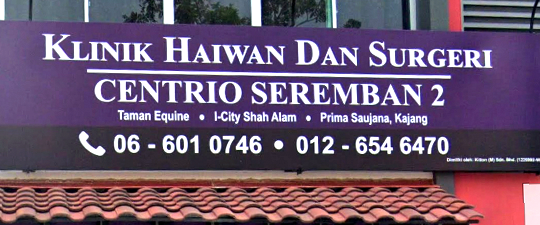 KLINIK HAIWAN DAN SURGERI
CENTRIO SEREMBAN 2
Taman Equine • I-City Shah Alam • Prima Saujana, Kajang
06 - 601 0746 • 012 - 654 6470